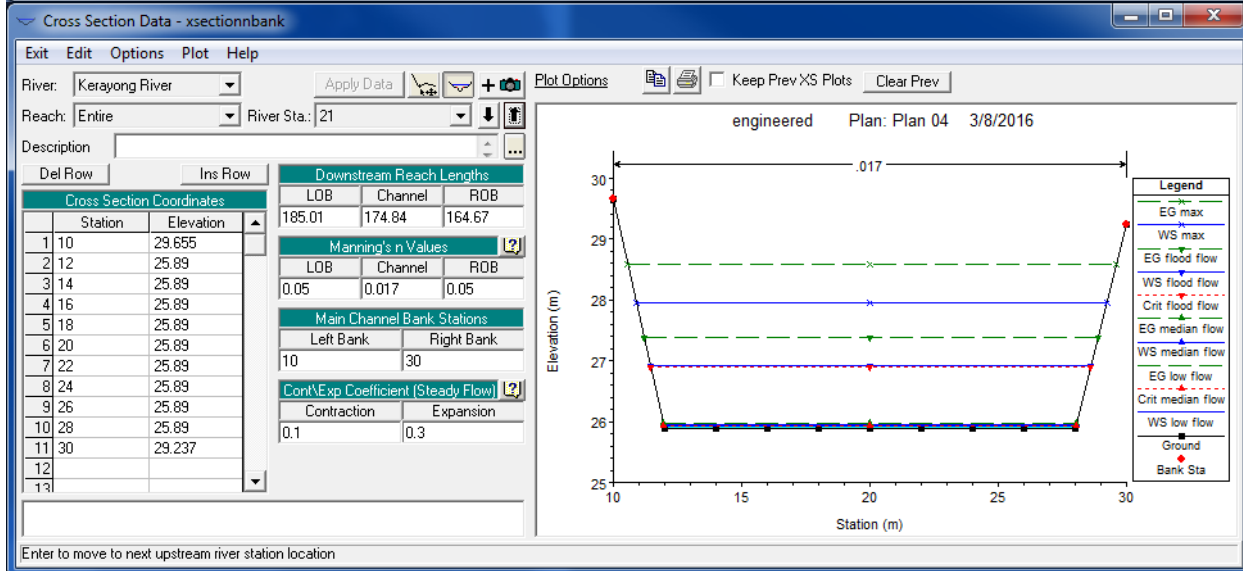 Cross Section Data - xsectionnbank
Exit Edit Options Plot Help
River: Kerayong River Apply Data + Plot Options Keep Prev XS Plots Clear Prev
Reach: Entire River Sta.: 21
Description ...
Del Row Ins Row
Cross Section Coordinates
Station Elevation
1 10 29.655
2 12 25.89
3 14 25.89
4 16 25.89
5 18 25.89
6 20 25.89
7 22 25.89
8 24 25.89
9 26 25.89
10 28 25.89
11 30 29.237
12
13
Downstream Reach Lengths
LOB Channel ROB
185.01 174.84 164.67
Manning's n Values ?
LOB Channel ROB
0.05 0.017 0.05
Main Channel Bank Stations
Left Bank Right Bank
10 30
Cont\Exp Coefficient (Steady Flow) ?
Contraction Expansion
0.1 0.3
engineered Plan: Plan 04 3/8/2016
.017
30
29
28
27
26
25
Elevation (m)
10 15 20 25 30
Station (m)
Legend
EG max
WS max
EG flood flow
WS flood flow
Crit flood flow
EG median flow
WS median flow
EG low flow
Crit median flow
WS low flow
Ground
Bank Sta
Enter to move to next upstream river station location